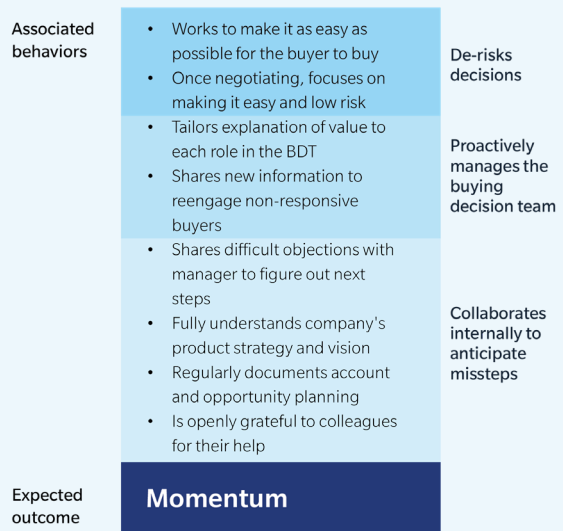 Associated
behaviors
• Works to make it as easy as
possible for the buyer to buy
• Once negotiating, focuses on
making it easy and low risk
De-risks
decisions
• Tailors explanation of value to
each role in the BDT
• Shares new information to
reengage non-responsive
buyers
Proactively
manages the
buying
decision team
• Shares difficult objections with
manager to figure out next
steps
• Fully understands company's
product strategy and vision
• Regularly documents account
and opportunity planning
• Is openly grateful to colleagues
for their help
Collaborates
internally to
anticipate
missteps
Expected
outcome
Momentum